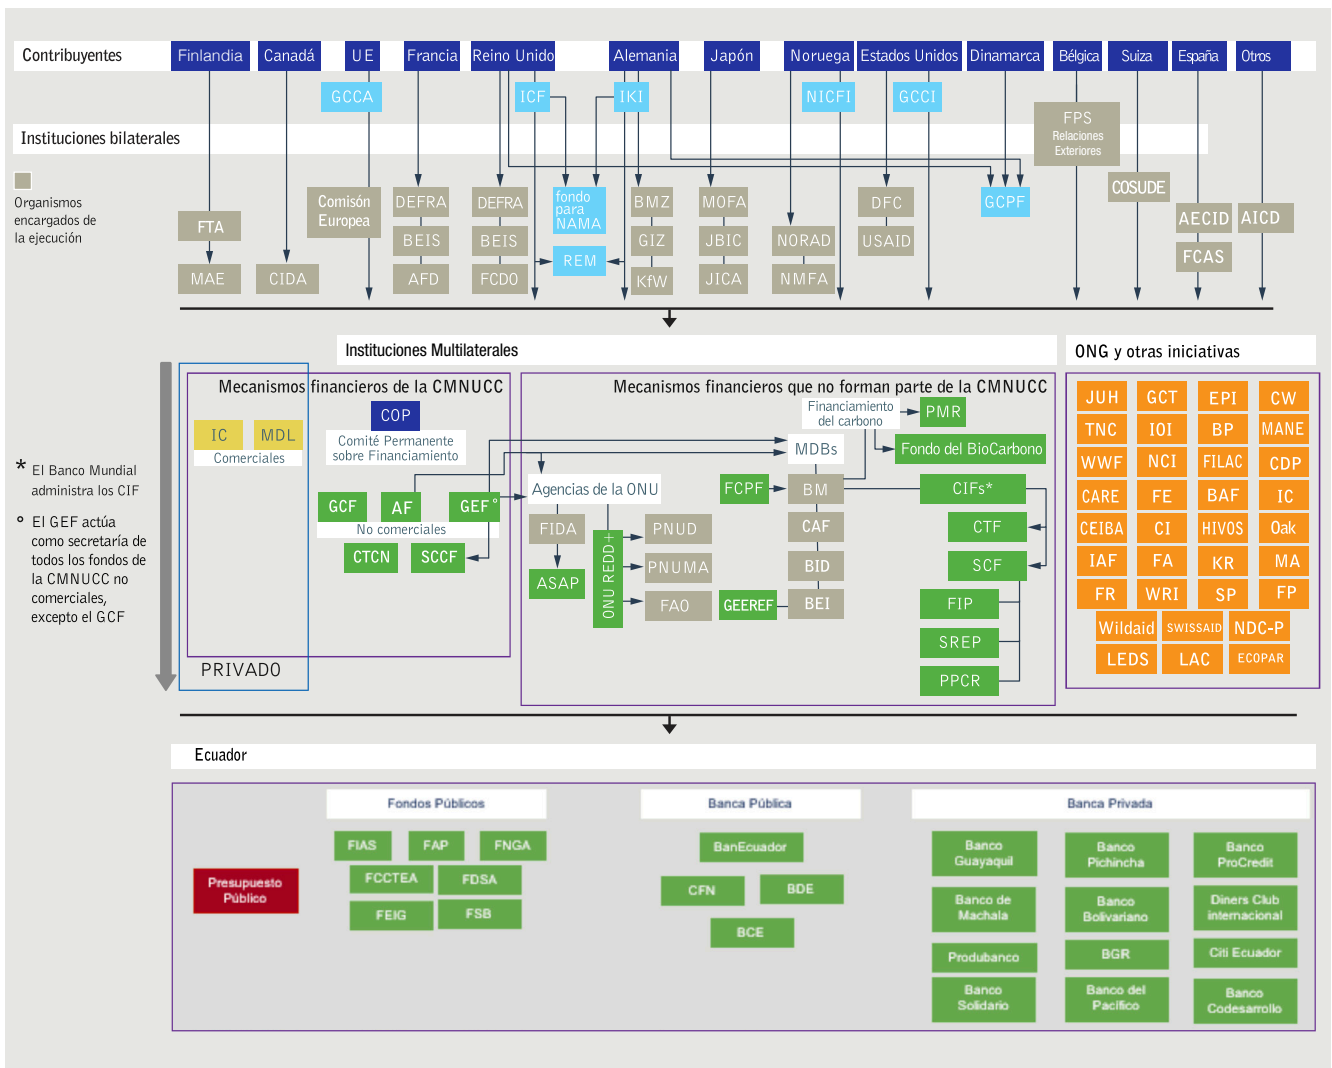 Contribuyentes
Finlandia
Canadá
UE
Francia
Reino Unido
Alemania
Japón
Noruega
Estados Unidos
Dinamarca
Bélgica
Suiza
España
Otros
GCCA
ICF
IKI
NICFI
GCCI
Instituciones bilaterales
FPS
Relaciones
Exteriores
Organismos
encargados de
la ejecución
FTA
MAE
CIDA
Comisón
Europea
DEFRA
BEIS
AFD
DEFRA
BEIS
FCDO
fondo
para
NAMA
REM
BMZ
GIZ
KfW
MOFA
JBIC
JICA
NORAD
NMFA
DFC
USAID
GCPF
COSUDE
AECID
FCAS
AICD
Instituciones Multilaterales
ONG y otras iniciativas
Mecanismos financieros de la CMNUCC
Mecanismos financieros que no forman parte de la CMNUCC
IC
MDL
Comerciales
COP
Comité Permanente
sobre Financiamiento
GCF
AF
GEF°
No comerciales
CTCN
SCCF
PRIVADO
* El Banco Mundial
administra los CIF
° El GEF actúa
como secretaría de
todos los fondos de
la CMNUCC no
comerciales,
excepto el GCF
Financiamiento
del carbono
PMR
Fondo del BioCarbono
MDBs
Agencias de la ONU
FCPF
BM
CIFs*
FIDA
ASAP
ONU REDD+
PNUD
PNUMA
FAO
CAF
BID
BEI
GEEREF
CTF
SCF
FIP
SREP
PPCR
JUH
GCT
EPI
CW
TNC
IOI
BP
MANE
WWF
NCI
FILAC
CDP
CARE
FE
BAF
IC
CEIBA
CI
HIVOS
Oak
IAF
FA
KR
MA
FR
WRI
SP
FP
Wildaid
SWISSAID
NDC-P
LEDS
LAC
ECOPAR
Ecuador
Presupuesto
Público
Fondos Públicos
FIAS
FAP
FNGA
FCCTEA
FDSA
FEIG
FSB
Banca Pública
BanEcuador
CFN
BDE
BCE
Banca Privada
Banco
Guayaquil
Banco
Pichincha
Banco
ProCredit
Banco de
Machala
Banco
Bolivariano
Diners Club
internacional
Produbanco
BGR
Citi Ecuador
Banco
Solidario
Banco del
Pacífico
Banco
Codesarrollo